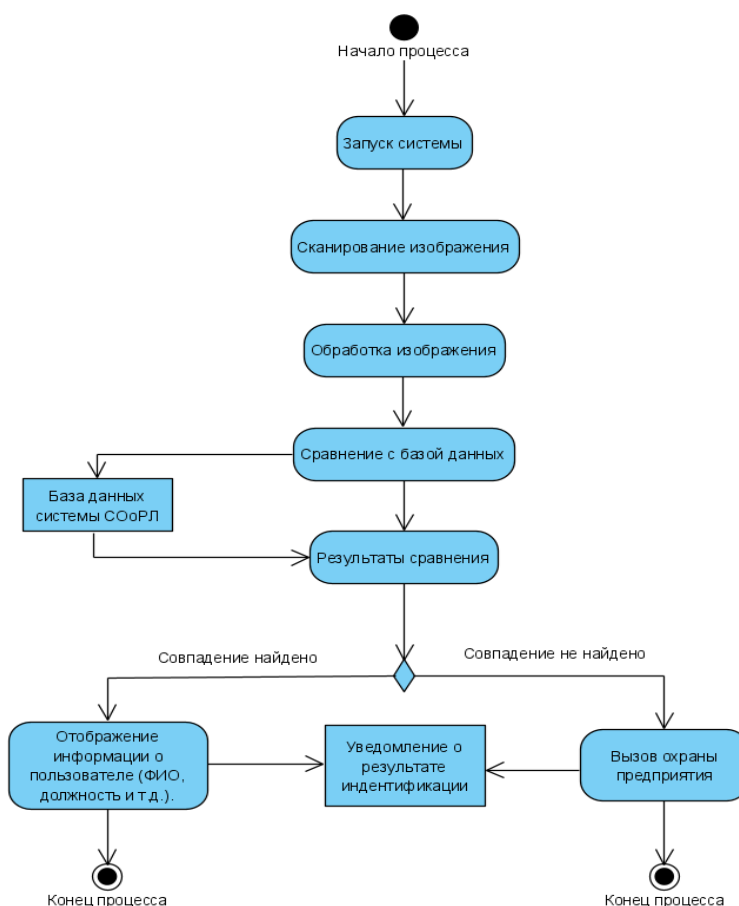 Начало процесса
Запуск системы
Сканирование изображения
Обработка изображения
Сравнение с базой данных
База данных
системы СОоРЛ
Результаты сравнения
Совпадение найдено
Совпадение не найдено
Отображение
информации о
пользователе (ФИО,
должность и т.д.).
Уведомление о
результате
индентификации
Вызов охраны
предприятия
Конец процесса
Конец процесса